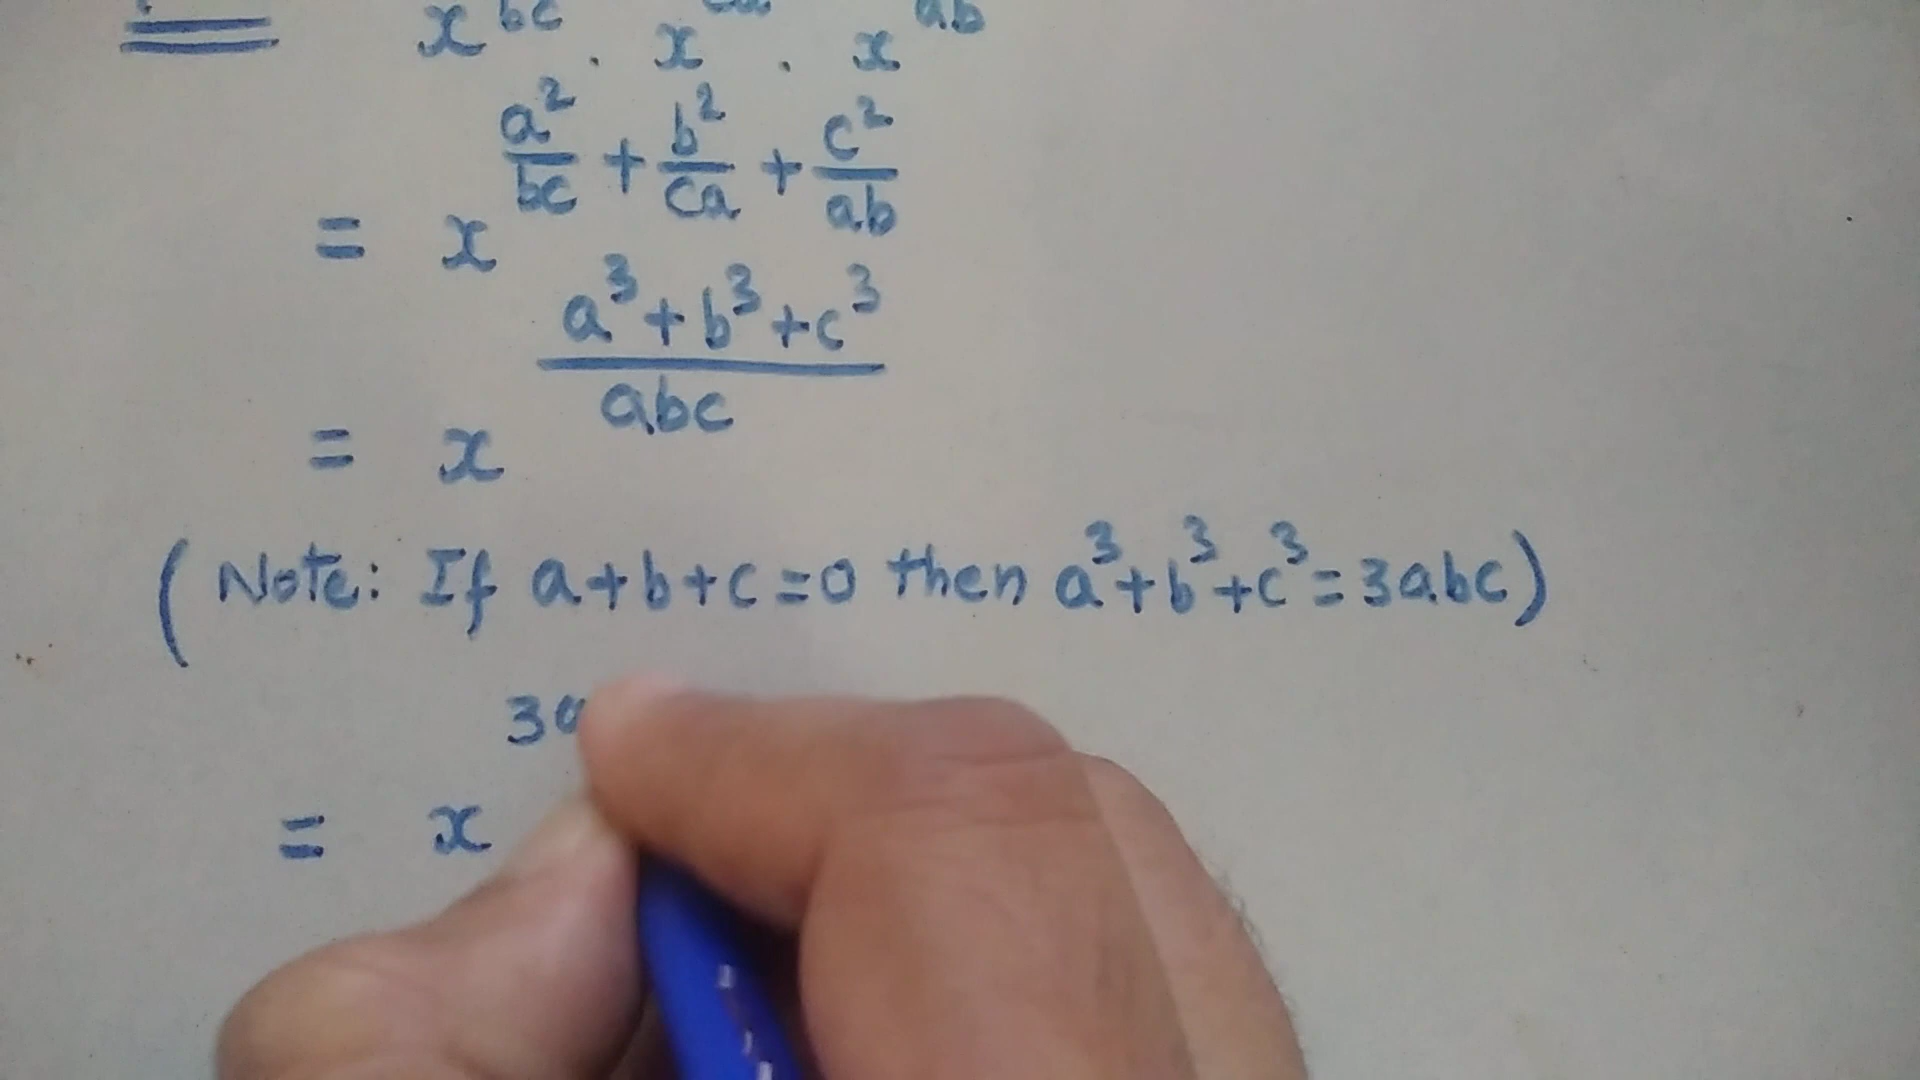 x^bc . x^ca . x^ab
= x^(a²/bc + b²/ca + c²/ab)
= x^((a³+b³+c³)/abc)
(Note: If a+b+c=0 then a³+b³+c³=3abc)
= x^3a